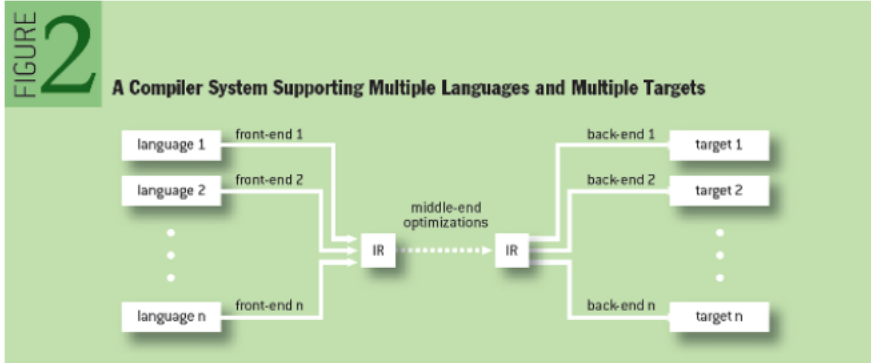 FIGURE 2
A Compiler System Supporting Multiple Languages and Multiple Targets
language 1
front-end 1
back-end 1
target 1
language 2
front-end 2
back-end 2
target 2
middle-end
optimizations
IR
IR
language n
front-end n
back-end n
target n